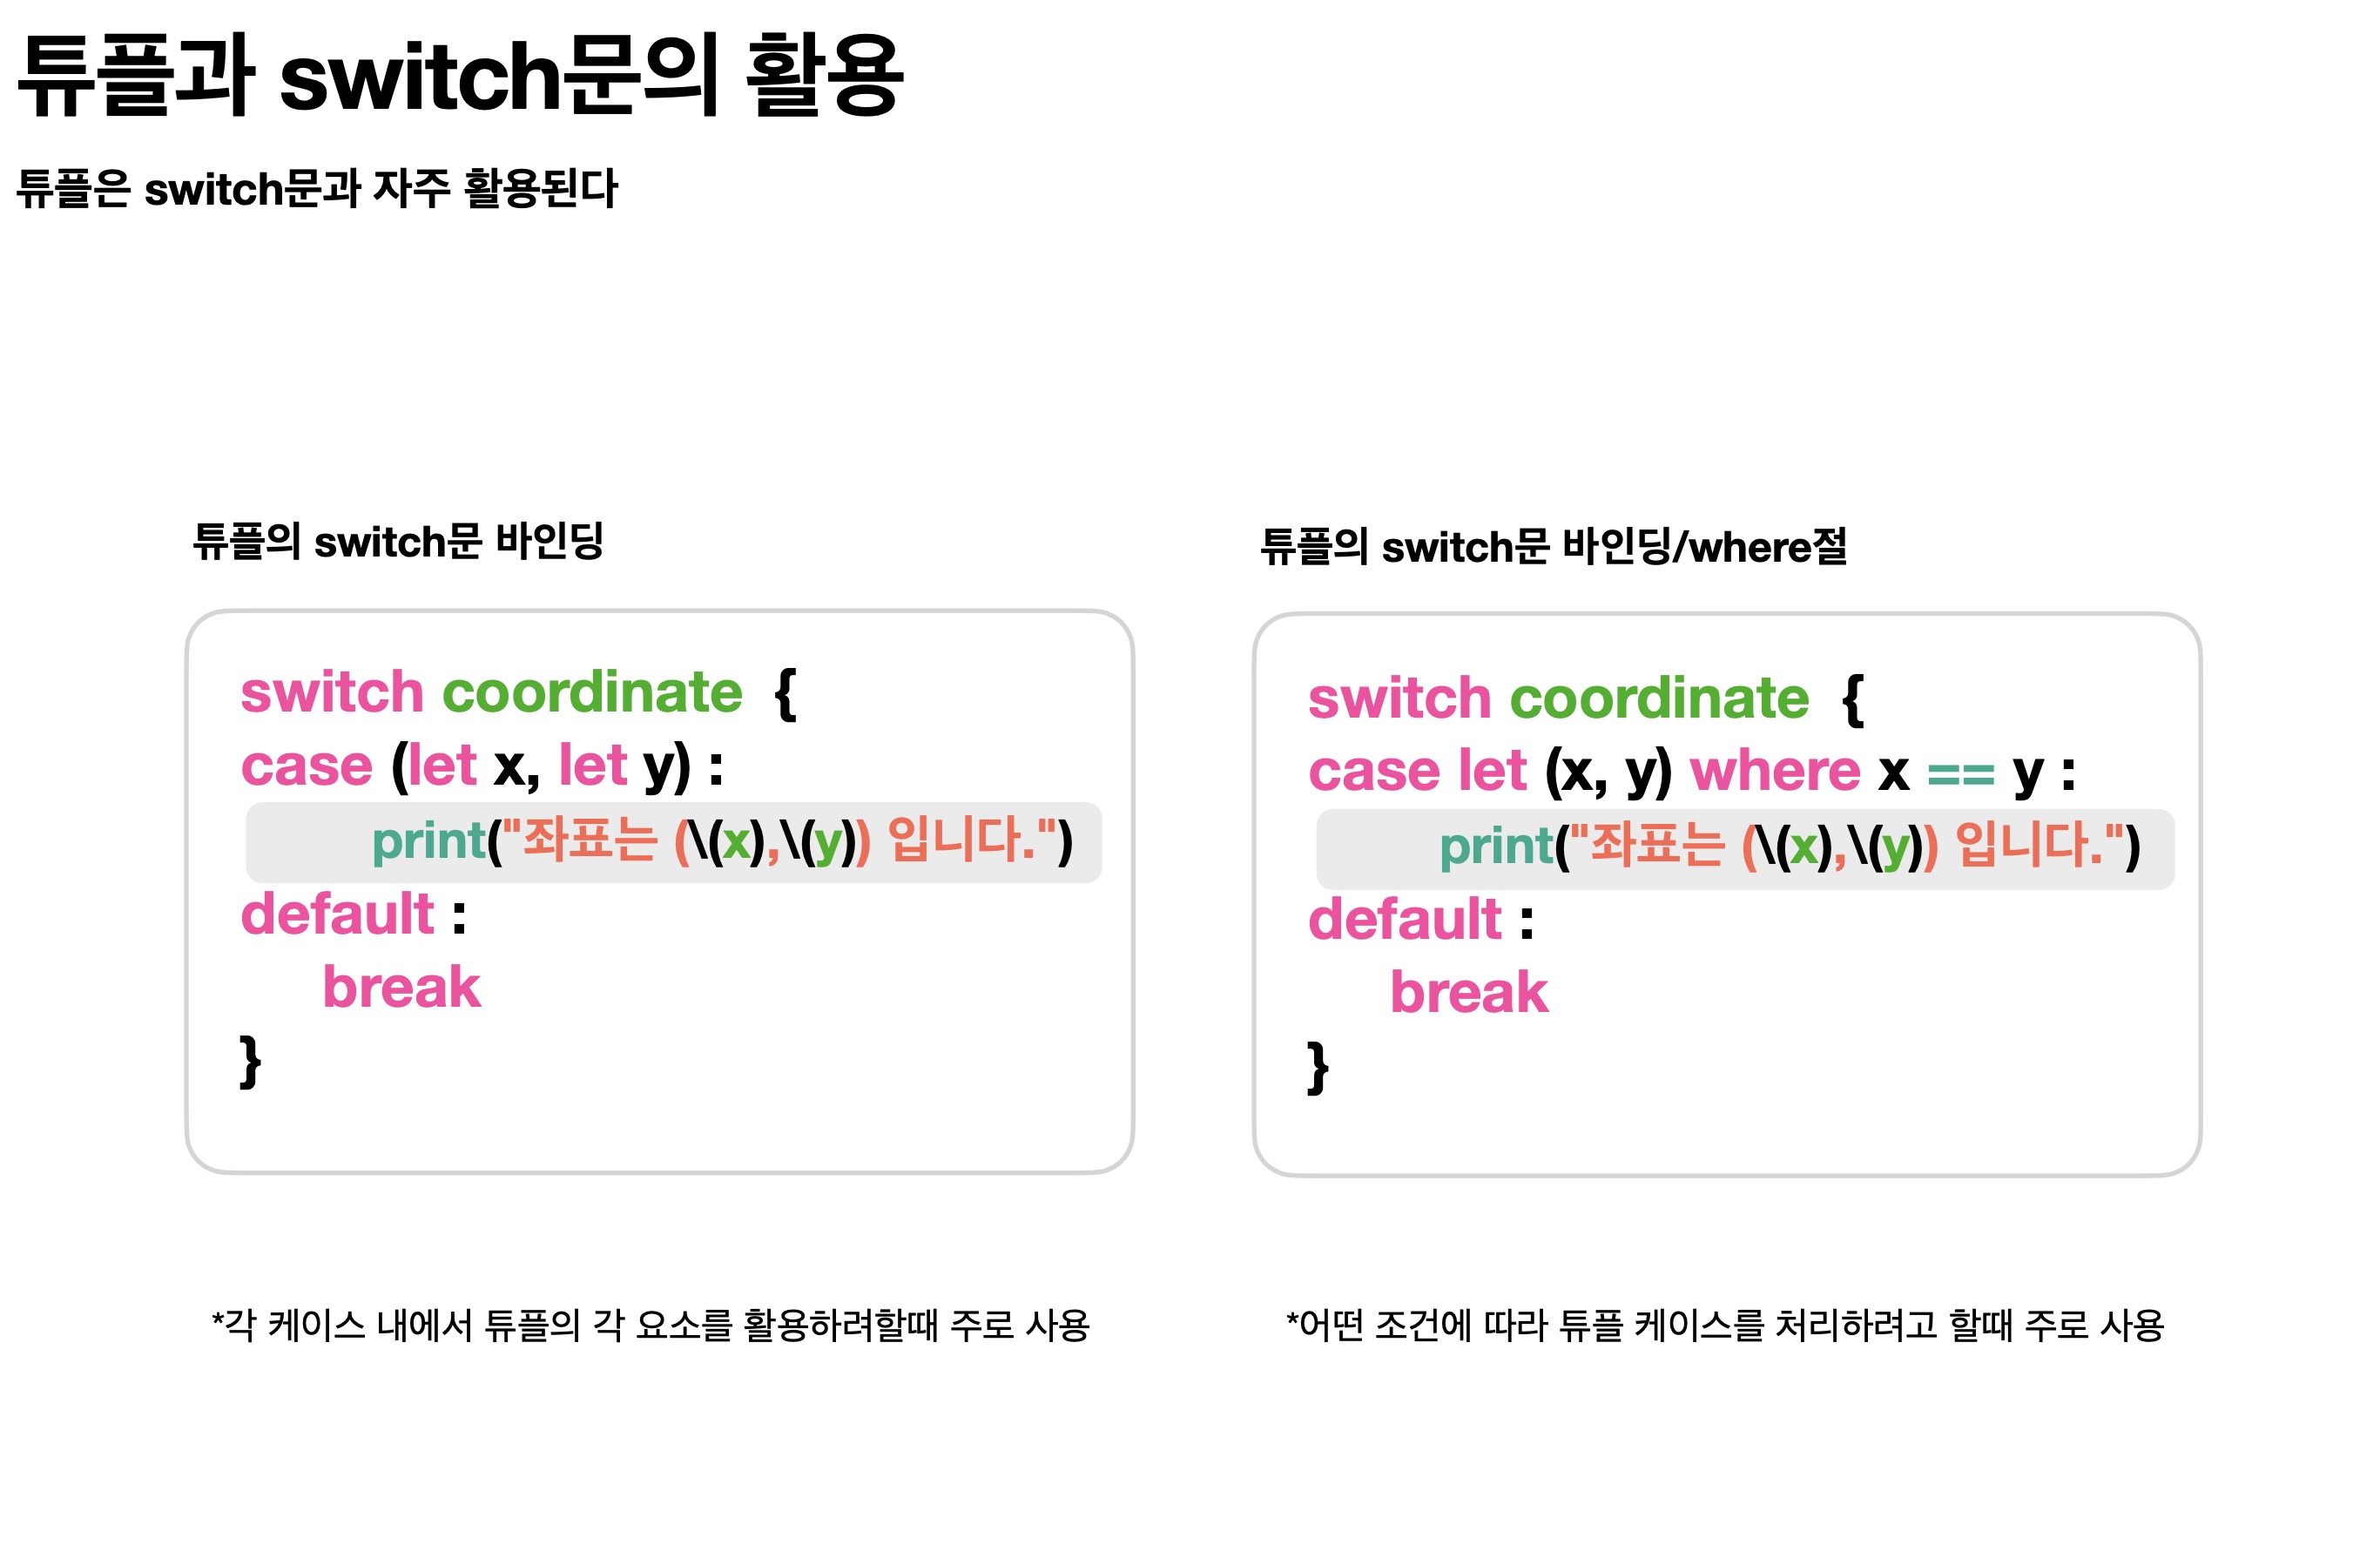 튜플과 switch문의 활용
튜플은 switch문과 자주 활용된다
튜플의 switch문 바인딩
switch coordinate {
case (let x, let y) :
print("좌표는 (\(x),\(y)) 입니다.")
default :
break
}
*각 케이스 내에서 튜플의 각 요소를 활용하려할때 주로 사용
튜플의 switch문 바인딩/where절
switch coordinate {
case let (x, y) where x == y :
print("좌표는 (\(x),\(y)) 입니다.")
default :
break
}
*어떤 조건에 따라 튜플 케이스를 처리하려고 할때 주로 사용